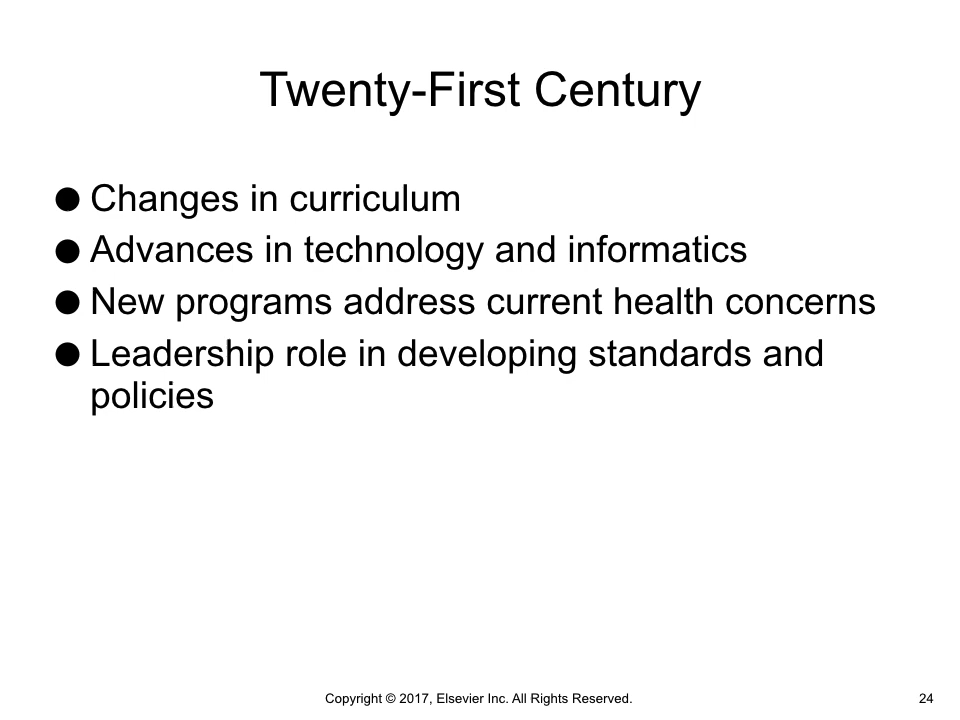 Twenty-First Century
● Changes in curriculum
● Advances in technology and informatics
● New programs address current health concerns
● Leadership role in developing standards and
policies
Copyright © 2017, Elsevier Inc. All Rights Reserved.
24